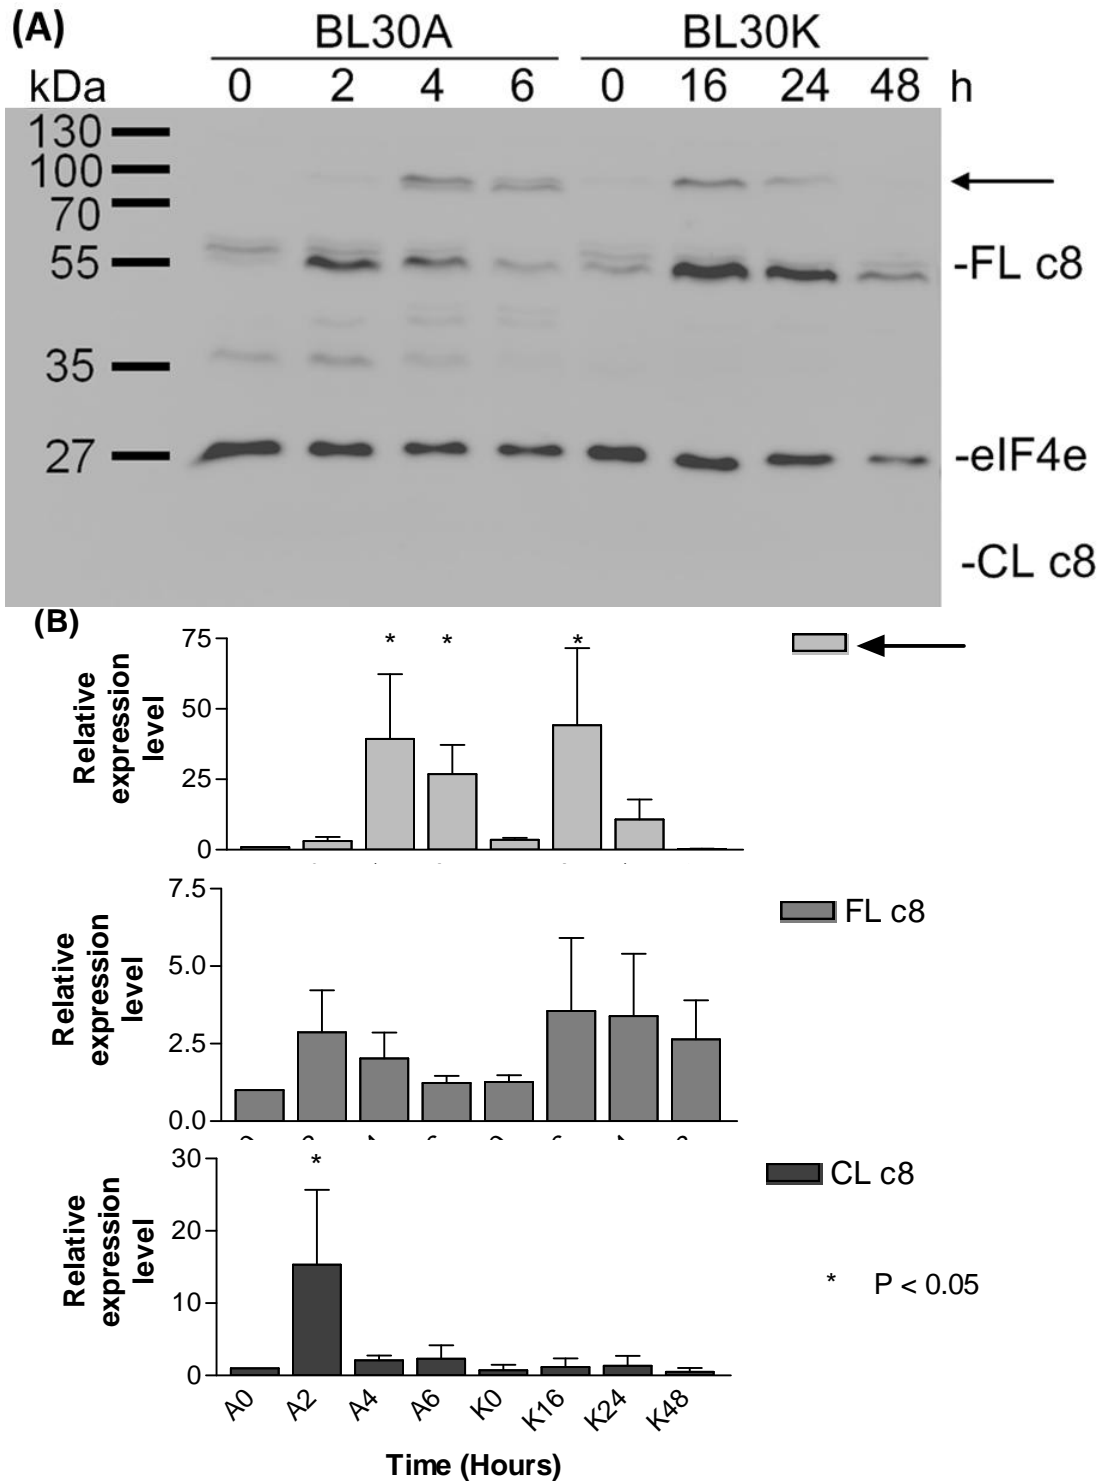 (A)
BL30A BL30K
kDa 0 2 4 6 0 16 24 48 h
130
100
70
55 -FL c8
35
27 -eIF4e
-CL c8
(B)
75
50
25
0
Relative
expression
level
* * *
7.5
5.0
2.5
0.0
Relative
expression
level
FL c8
30
20
10
0
Relative
expression
level
*
CL c8
* P < 0.05
A0 A2 A4 A6 K0 K16 K24 K48
Time (Hours)